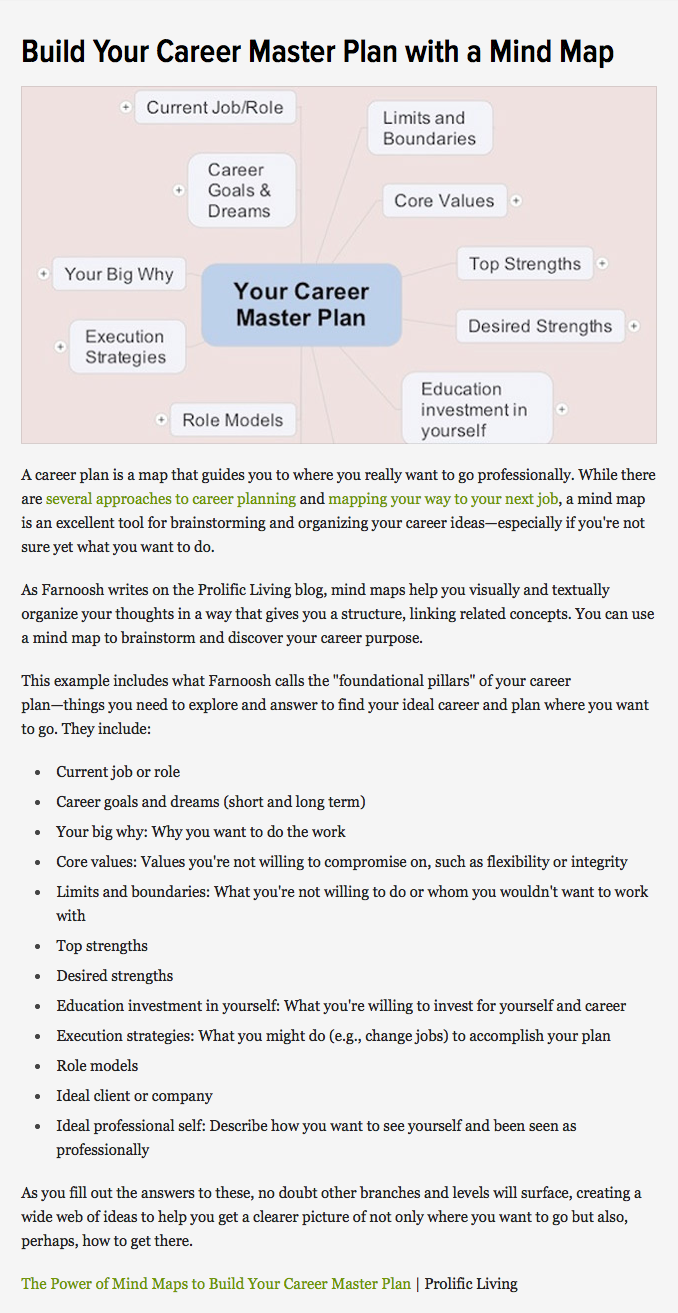 Build Your Career Master Plan with a Mind Map
Current Job/Role
Limits and
Boundaries
Career
Goals &
Dreams
Core Values
Your Big Why
Your Career
Master Plan
Top Strengths
Execution
Strategies
Desired Strengths
Role Models
Education
investment in
yourself
A career plan is a map that guides you to where you really want to go professionally. While there
are several approaches to career planning and mapping your way to your next job, a mind map
is an excellent tool for brainstorming and organizing your career ideas—especially if you're not
sure yet what you want to do.
As Farnoosh writes on the Prolific Living blog, mind maps help you visually and textually
organize your thoughts in a way that gives you a structure, linking related concepts. You can use
a mind map to brainstorm and discover your career purpose.
This example includes what Farnoosh calls the "foundational pillars" of your career
plan—things you need to explore and answer to find your ideal career and plan where you want
to go. They include:
• Current job or role
• Career goals and dreams (short and long term)
• Your big why: Why you want to do the work
• Core values: Values you're not willing to compromise on, such as flexibility or integrity
• Limits and boundaries: What you're not willing to do or whom you wouldn't want to work
with
• Top strengths
• Desired strengths
• Education investment in yourself: What you're willing to invest for yourself and career
• Execution strategies: What you might do (e.g., change jobs) to accomplish your plan
• Role models
• Ideal client or company
• Ideal professional self: Describe how you want to see yourself and been seen as
professionally
As you fill out the answers to these, no doubt other branches and levels will surface, creating a
wide web of ideas to help you get a clearer picture of not only where you want to go but also,
perhaps, how to get there.
The Power of Mind Maps to Build Your Career Master Plan | Prolific Living